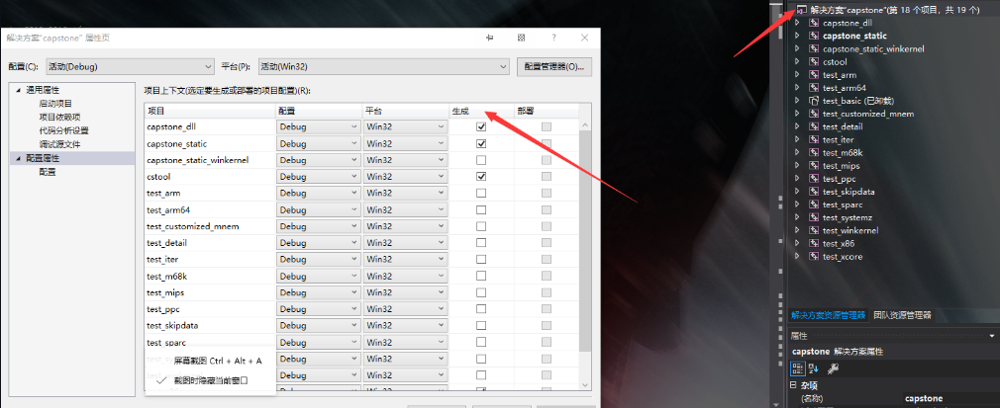 解决方案"capstone" 属性页
?
配置(C): 活动(Debug) 平台(P): 活动(Win32) 配置管理器(O)...
通用属性
启动项目
项目依赖项
代码分析设置
调试源文件
配置属性
配置
项目上下文(选定要生成或部署的项目配置)(R):
项目 配置 平台 生成 部署
capstone_dll Debug Win32
capstone_static Debug Win32
capstone_static_winkernel Debug Win32
cstool Debug Win32
test_arm Debug Win32
test_arm64 Debug Win32
test_customized_mnem Debug Win32
test_detail Debug Win32
test_iter Debug Win32
test_m68k Debug Win32
test_mips Debug Win32
test_ppc Debug Win32
test_skipdata Debug Win32
test_sparc Debug Win32
Debug Win32
Debug Win32
屏幕截图 Ctrl + Alt + A
截图时隐藏当前窗口
解决方案"capstone"(第 18 个项目，共 19 个)
capstone_dll
capstone_static
capstone_static_winkernel
cstool
test_arm
test_arm64
test_basic (已卸载)
test_customized_mnem
test_detail
test_iter
test_m68k
test_mips
test_ppc
test_skipdata
test_sparc
test_systemz
test_winkernel
test_x86
test_xcore
解决方案资源管理器 团队资源管理器
属性
capstone 解决方案属性
杂项
(名称) capstone